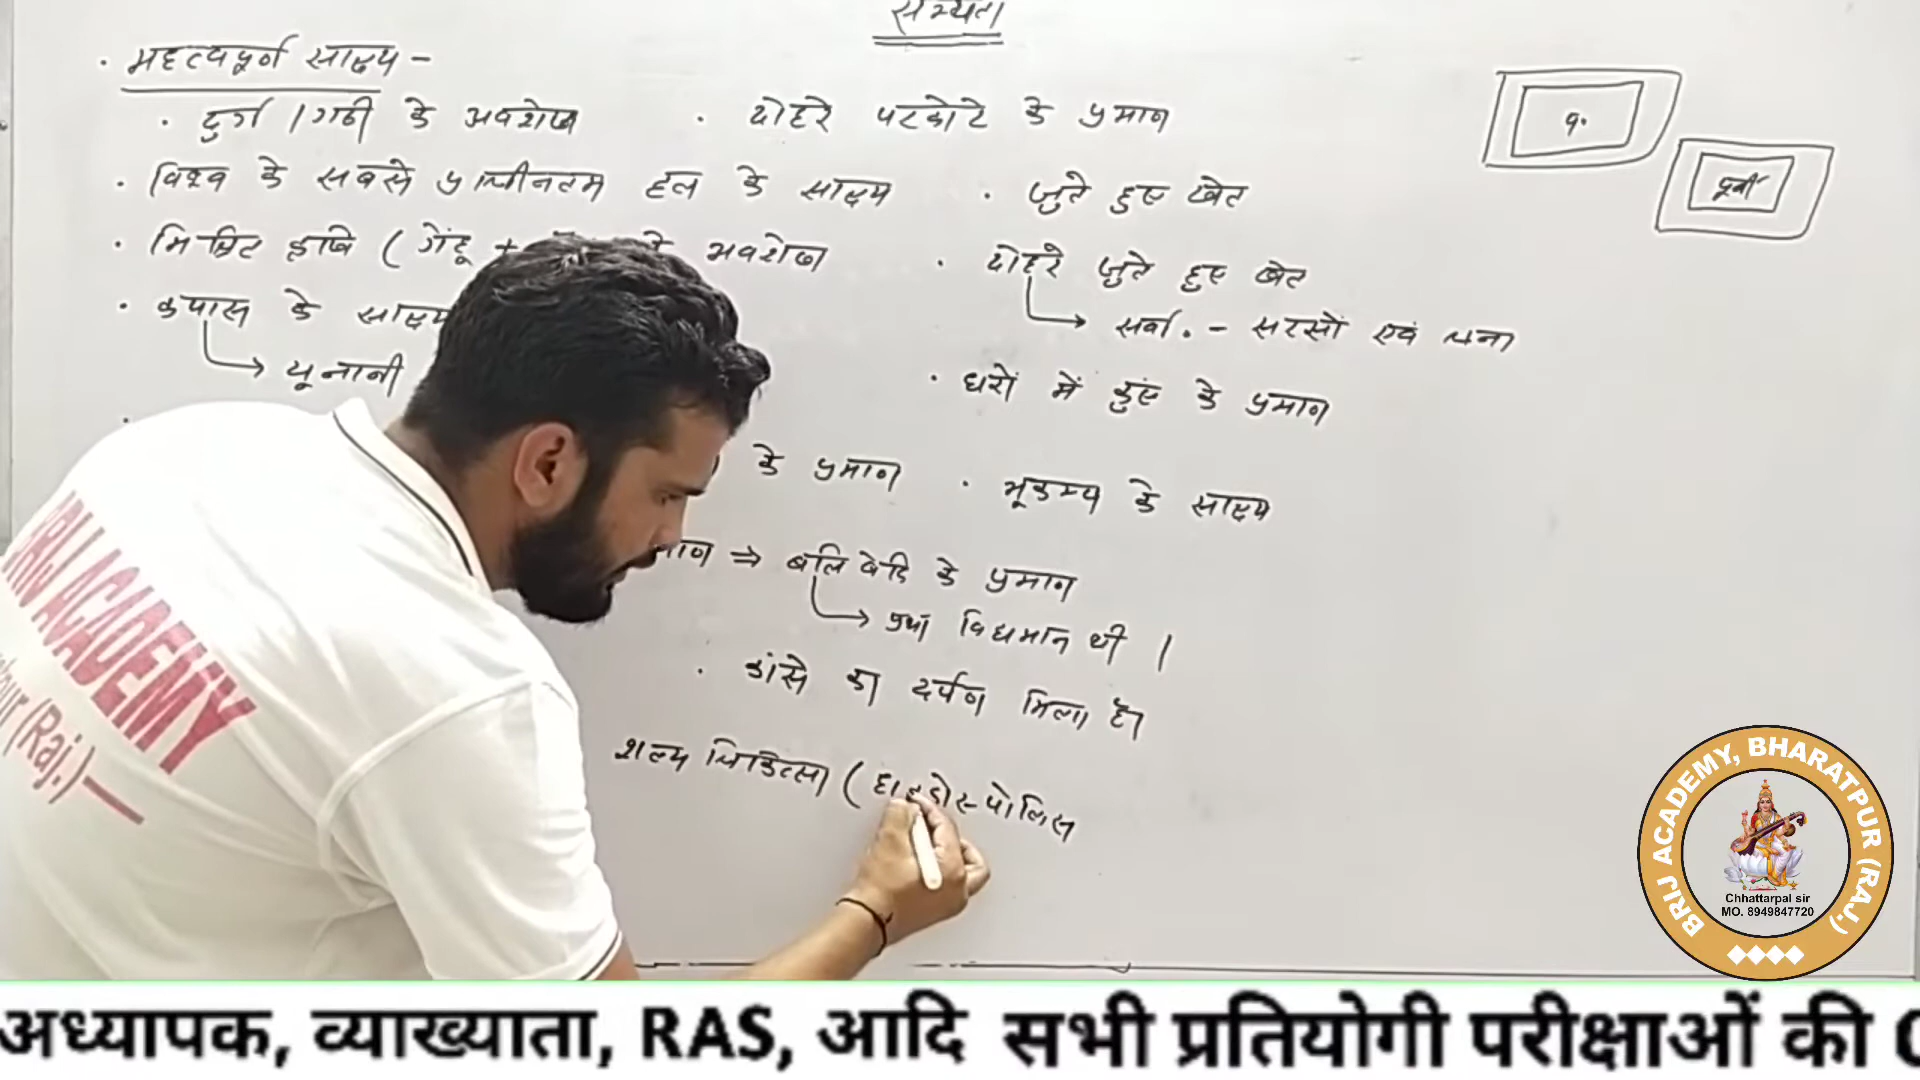 सभ्यता
• महत्वपूर्ण साक्ष्य -
• दुर्ग / गढी के अवशेष • दोहरे परकोटे के प्रमाण
प.
पूर्वी
• विश्व के सबसे प्राचीनतम हल के साक्ष्य • जुते हुए खेत
• मिश्रित कृषि ( गेंहू + के अवशेष • दोहरे जुते हुए खेत
• कपास के साक्ष्य → सर्वा. - सरसों एवं चना
→ यूनानी • घरों में कुंए के प्रमाण
के प्रमाण • भूकम्प के साक्ष्य
⇒ बलि वेदि के प्रमाण
→ प्रथा विद्यमान थी |
• कांसे का दर्पण मिला है।
शल्य चिकित्सा ( पोलिस
BRIJ ACADEMY
(Raj.)
BRIJ ACADEMY, BHARATPUR (RAJ.)
Chhattarpal sir
MO. 8949847720
अध्यापक, व्याख्याता, RAS, आदि सभी प्रतियोगी परीक्षाओं की